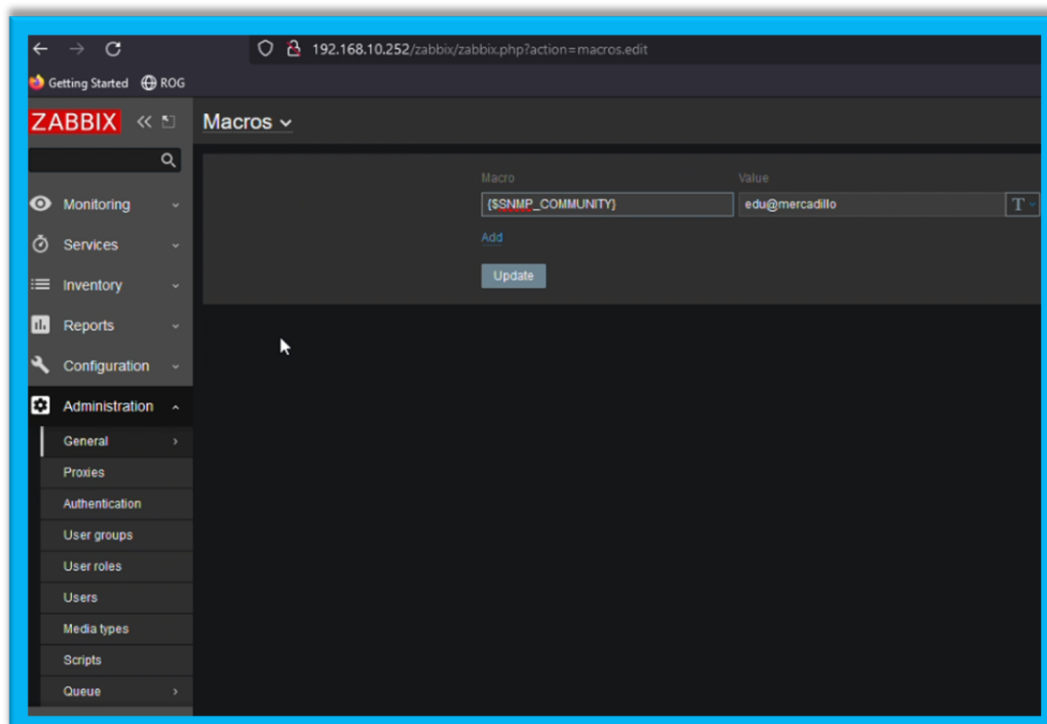 192.168.10.252/zabbix/zabbix.php?action=macros.edit
Getting Started ROG
ZABBIX
Macros
Macro Value
{$SNMP_COMMUNITY} edu@mercadillo T
Add
Update
Monitoring
Services
Inventory
Reports
Configuration
Administration
General
Proxies
Authentication
User groups
User roles
Users
Media types
Scripts
Queue